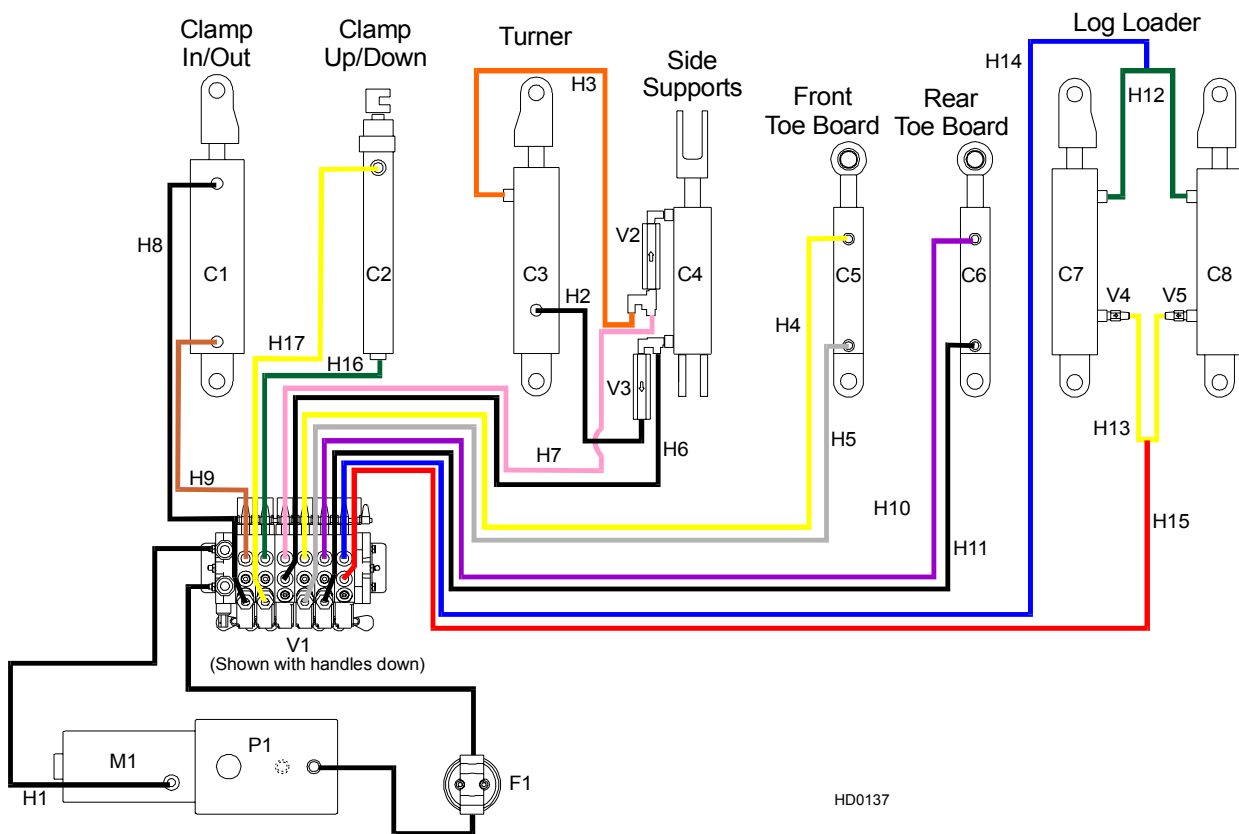 Clamp
In/Out
Clamp
Up/Down
Turner
Side
Supports
Front
Toe Board
Rear
Toe Board
Log Loader
H14
H3
H12
H8
V2
C1
C2
C3
C4
C5
C6
C7
C8
H2
V4
V5
H4
H17
H16
V3
H13
H5
H7
H6
H9
H10
H15
H11
V1
(Shown with handles down)
M1
P1
F1
H1
HD0137